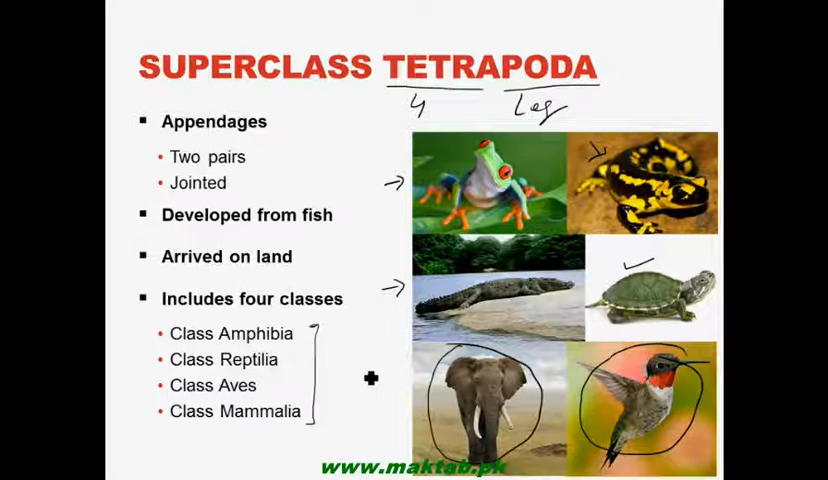 SUPERCLASS TETRAPODA
4 Leg
Appendages
Two pairs
Jointed
Developed from fish
Arrived on land
Includes four classes
Class Amphibia
Class Reptilia
Class Aves
Class Mammalia
www.maktab.pk